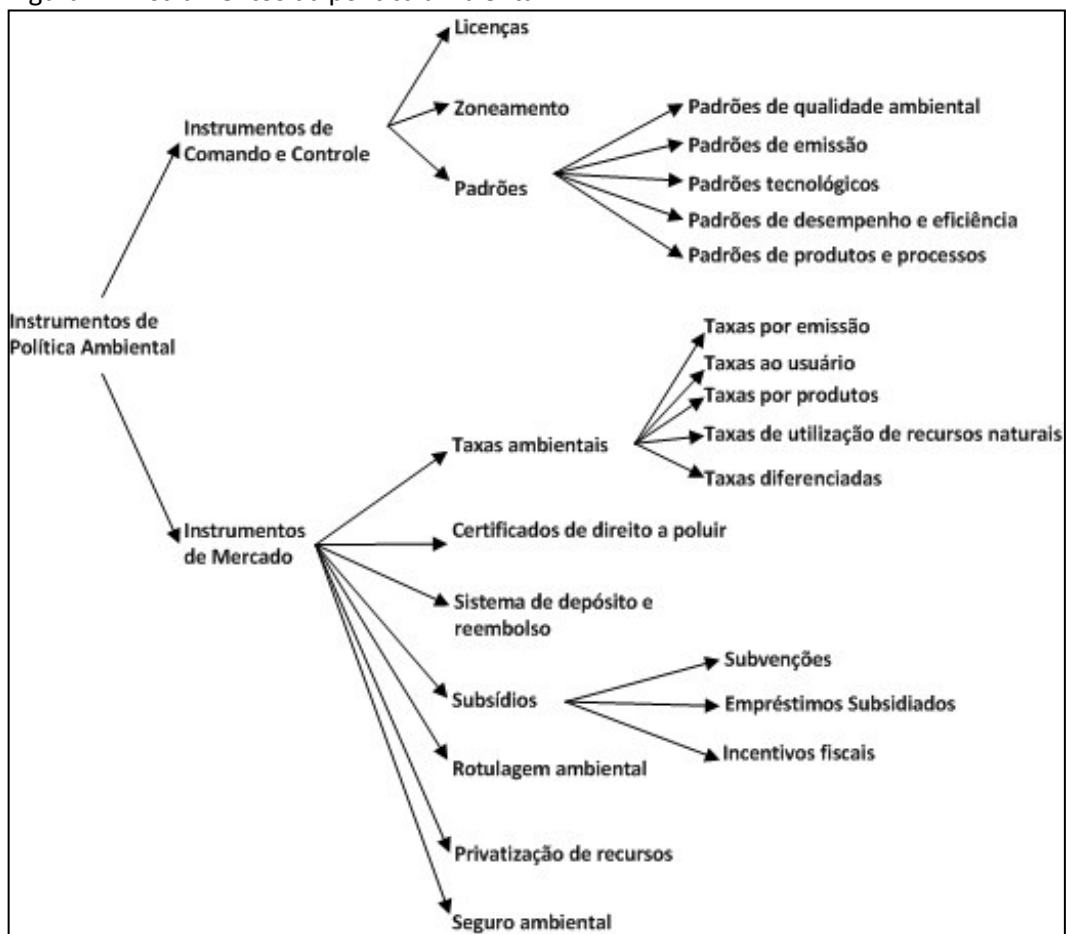 Licenças
Zoneamento
Instrumentos de
Comando e Controle
Padrões
Padrões de qualidade ambiental
Padrões de emissão
Padrões tecnológicos
Padrões de desempenho e eficiência
Padrões de produtos e processos
Instrumentos de
Política Ambiental
Taxas por emissão
Taxas ao usuário
Taxas por produtos
Taxas de utilização de recursos naturais
Taxas diferenciadas
Taxas ambientais
Instrumentos
de Mercado
Certificados de direito a poluir
Sistema de depósito e
reembolso
Subsídios
Subvenções
Empréstimos Subsidiados
Incentivos fiscais
Rotulagem ambiental
Privatização de recursos
Seguro ambiental